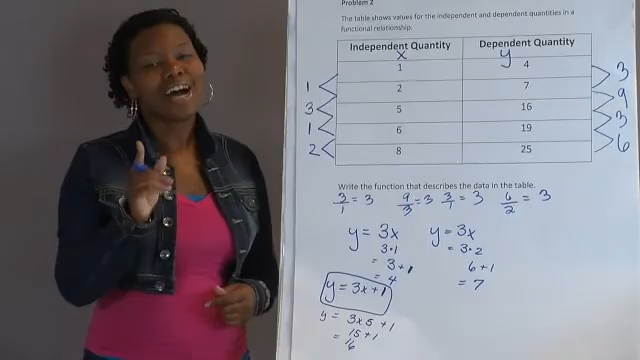 Problem 2
The table shows values for the independent and dependent quantities in a
functional relationship.
Independent Quantity Dependent Quantity
x y
1 4
2 7
5 16
6 19
8 25
1 3
3 9
1 3
2 6
Write the function that describes the data in the table.
3/1 = 3 9/3 = 3 3/1 = 3 6/2 = 3
y = 3x y = 3x
3·1 = 3·2
= 3+1 6+1
= 4 = 7
y = 3x+1
y = 3x5 +1
= 15+1
16